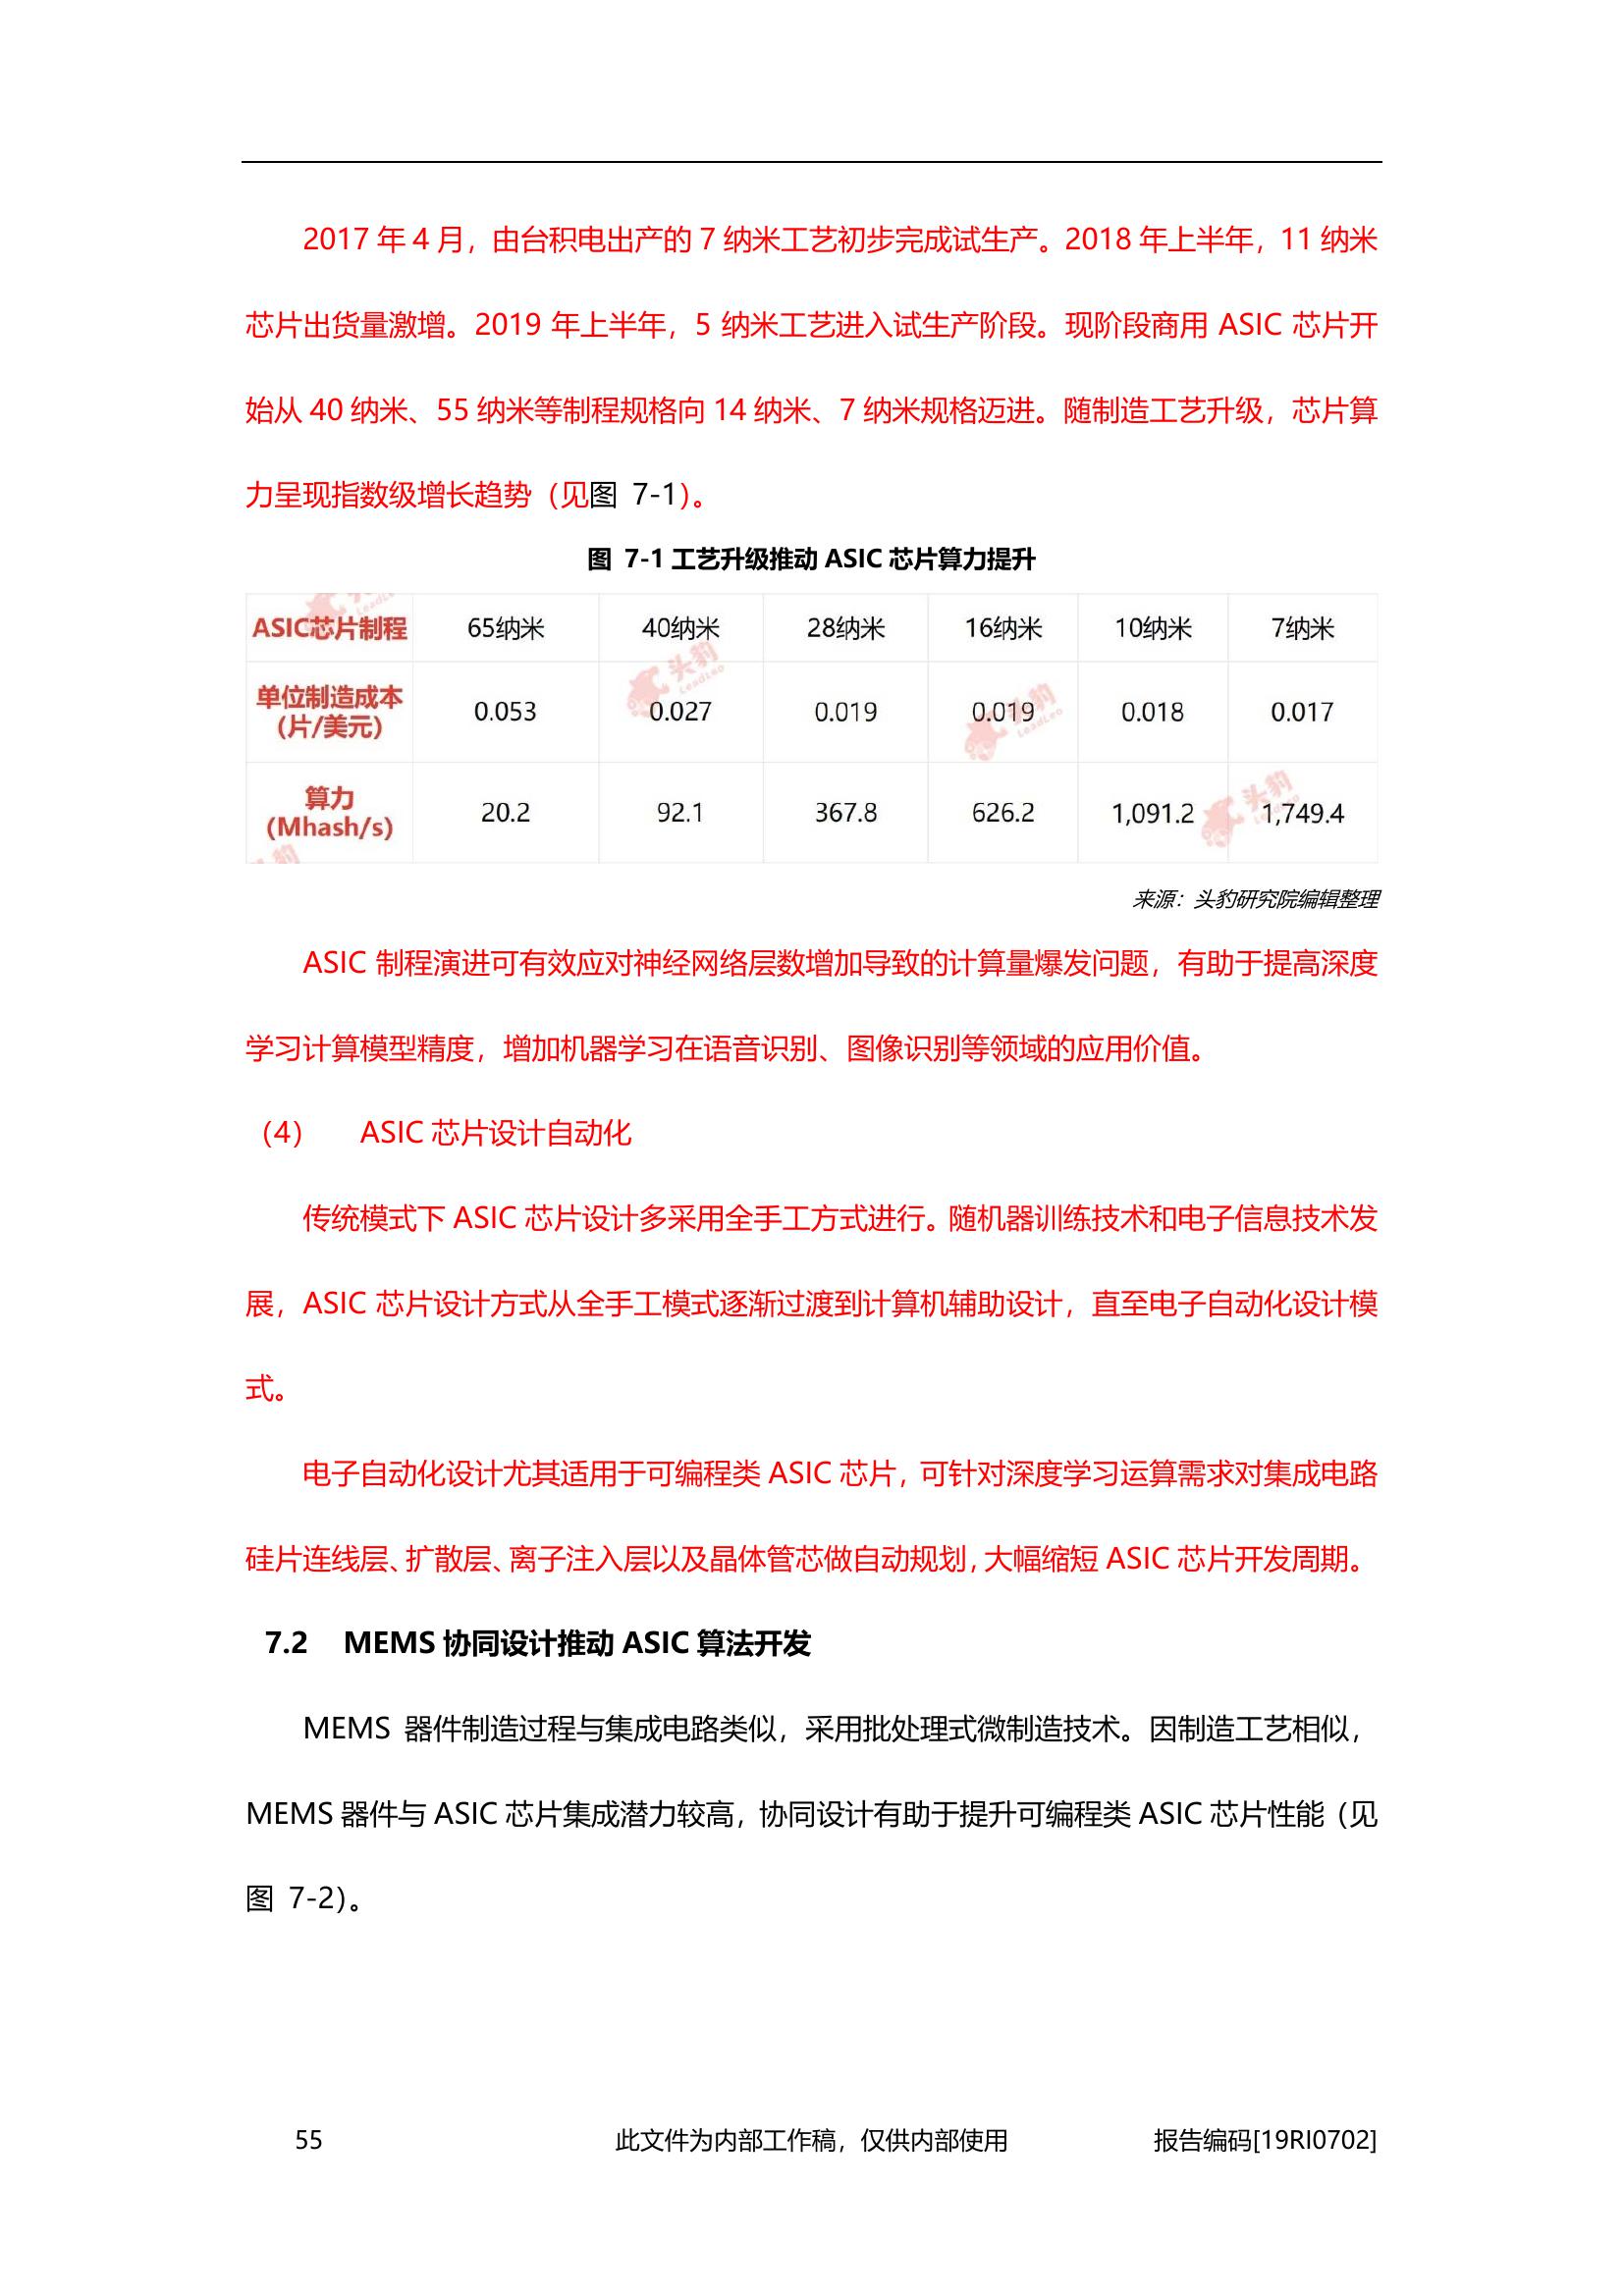 2017 年 4 月，由台积电出产的 7 纳米工艺初步完成试生产。2018 年上半年，11 纳米
芯片出货量激增。2019 年上半年，5 纳米工艺进入试生产阶段。现阶段商用 ASIC 芯片开
始从 40 纳米、55 纳米等制程规格向 14 纳米、7 纳米规格迈进。随制造工艺升级，芯片算
力呈现指数级增长趋势（见图 7-1）。
图 7-1 工艺升级推动 ASIC 芯片算力提升
ASIC芯片制程 65纳米 40纳米 28纳米 16纳米 10纳米 7纳米
单位制造成本
(片/美元) 0.053 0.027 0.019 0.019 0.018 0.017
算力
(Mhash/s) 20.2 92.1 367.8 626.2 1,091.2 1,749.4
头豹 LeadLeo
头豹 LeadLeo
头豹 LeadLeo
来源：头豹研究院编辑整理
ASIC 制程演进可有效应对神经网络层数增加导致的计算量爆发问题，有助于提高深度
学习计算模型精度，增加机器学习在语音识别、图像识别等领域的应用价值。
（4） ASIC 芯片设计自动化
传统模式下 ASIC 芯片设计多采用全手工方式进行。随机器训练技术和电子信息技术发
展，ASIC 芯片设计方式从全手工模式逐渐过渡到计算机辅助设计，直至电子自动化设计模
式。
电子自动化设计尤其适用于可编程类 ASIC 芯片，可针对深度学习运算需求对集成电路
硅片连线层、扩散层、离子注入层以及晶体管芯做自动规划，大幅缩短 ASIC 芯片开发周期。
7.2 MEMS 协同设计推动 ASIC 算法开发
MEMS 器件制造过程与集成电路类似，采用批处理式微制造技术。因制造工艺相似，
MEMS 器件与 ASIC 芯片集成潜力较高，协同设计有助于提升可编程类 ASIC 芯片性能（见
图 7-2）。
55 此文件为内部工作稿，仅供内部使用 报告编码[19RI0702]